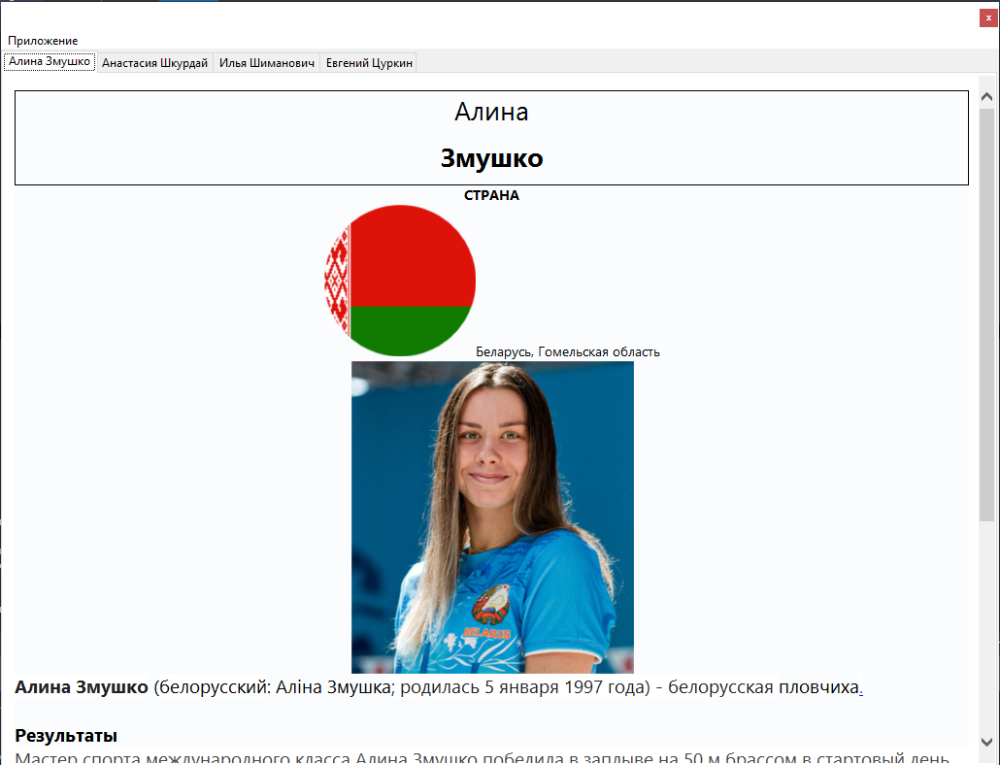 x
Приложение
Алина Змушко Анастасия Шкурдай Илья Шиманович Евгений Цуркин
Алина
Змушко
СТРАНА
Беларусь, Гомельская область
BELARUS
Алина Змушко (белорусский: Аліна Змушка; родилась 5 января 1997 года) - белорусская пловчиха.
Результаты
Мастер спорта международного класса Алина Змушко победила в заплыве на 50 м брассом в стартовый день